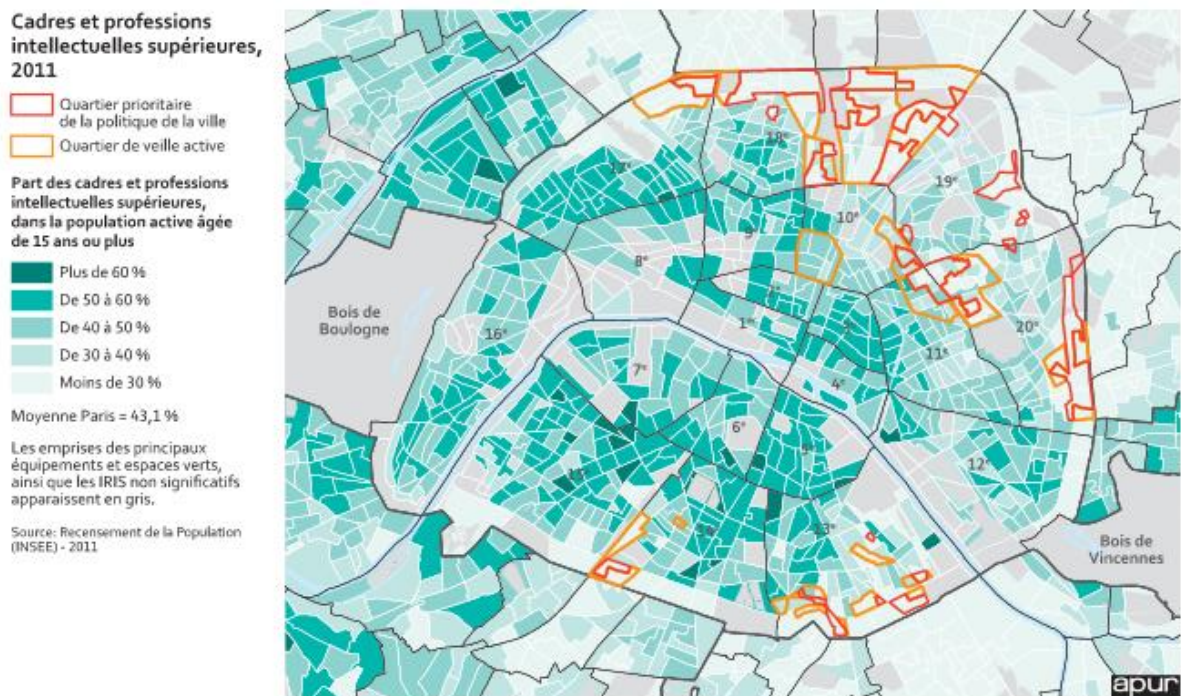 Cadres et professions
intellectuelles supérieures,
2011
Quartier prioritaire
de la politique de la ville
Quartier de veille active
Part des cadres et professions
intellectuelles supérieures,
dans la population active âgée
de 15 ans ou plus
Plus de 60 %
De 50 à 60 %
De 40 à 50 %
De 30 à 40 %
Moins de 30 %
Moyenne Paris = 43,1 %
Les emprises des principaux
équipements et espaces verts,
ainsi que les IRIS non significatifs
apparaissent en gris.
Source: Recensement de la Population
(INSEE) - 2011
18e
17e
19e
10e
9e
8e
2e
Bois de
Boulogne
1er
3e
20e
16e
11e
7e
4e
6e
5e
15e
12e
14e
13e
Bois de
Vincennes
apur